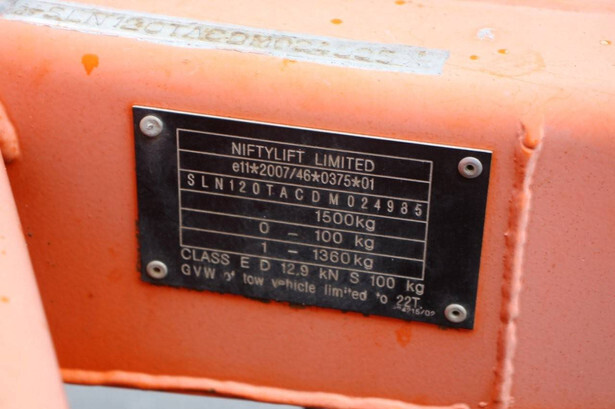 NIFTYLIFT LIMITED
e11*2007/46*0375*01
SLN120TACDM024985
1500kg
0 - 100 kg
1 - 1360kg
CLASS E D 12,9 kN S 100 kg
GVW of tow vehicle limited to 22T.